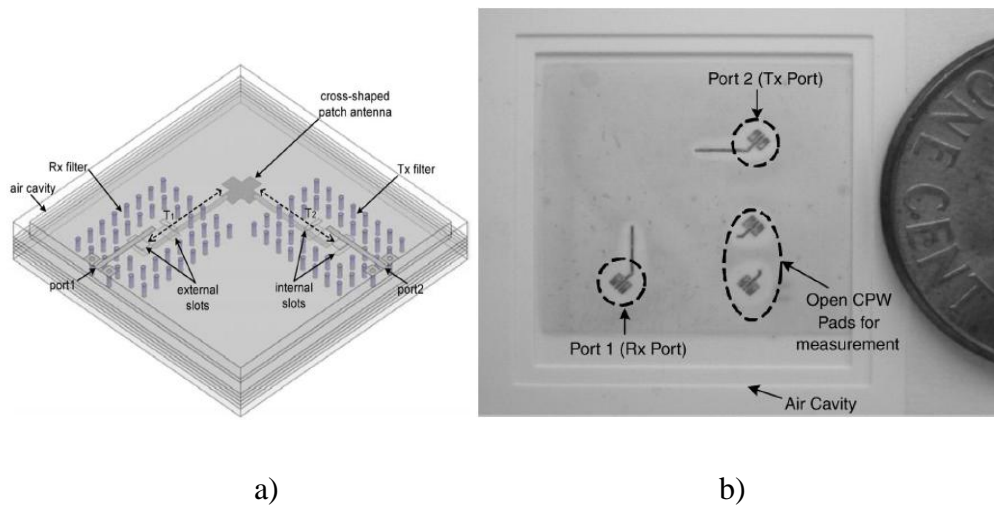 cross-shaped
patch antenna
Rx filter
Tx filter
air cavity
T1
T2
port1
external
slots
internal
slots
port2
Port 2 (Tx Port)
Port 1 (Rx Port)
Open CPW
Pads for
measurement
Air Cavity
ONE CENT
a)
b)